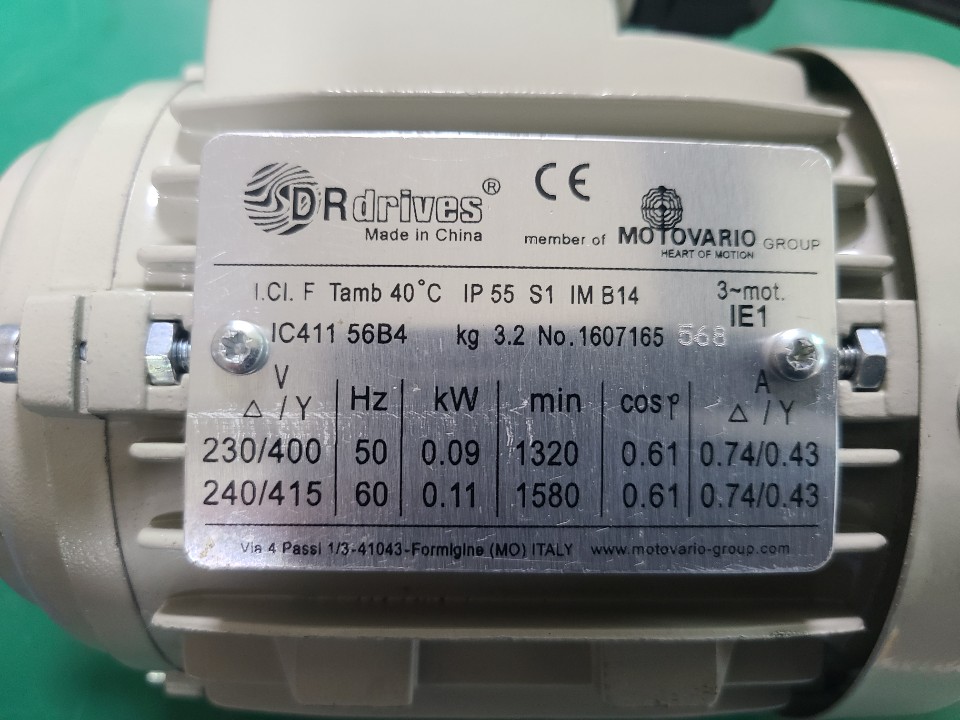 DR drives® CE
Made in China
member of MOTOVARIO GROUP
HEART OF MOTION
I.CI. F Tamb 40°C IP 55 S1 IM B14 3~mot.
IE1
IC411 56B4 kg 3.2 No.1607165 568
V Hz kW min cosφ A
△/Y △/Y
230/400 50 0.09 1320 0.61 0.74/0.43
240/415 60 0.11 1580 0.61 0.74/0.43
Via 4 Passi 1/3-41043-Formigine (MO) ITALY www.motovario-group.com